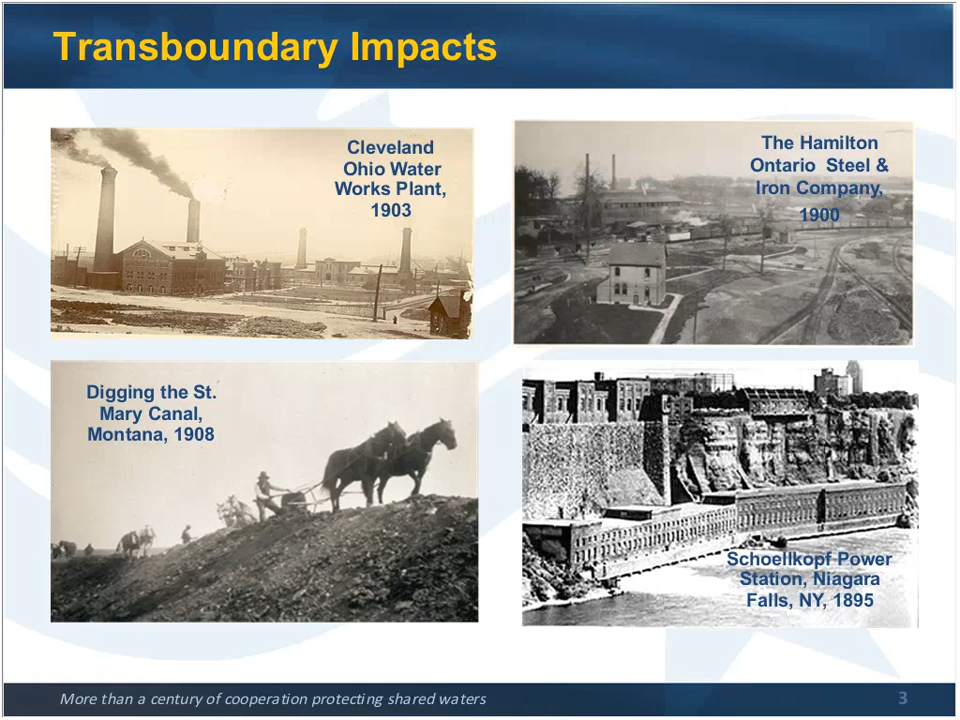 Transboundary Impacts
Cleveland
Ohio Water
Works Plant,
1903
The Hamilton
Ontario Steel &
Iron Company,
1900
Digging the St.
Mary Canal,
Montana, 1908
Schoellkopf Power
Station, Niagara
Falls, NY, 1895
More than a century of cooperation protecting shared waters
3